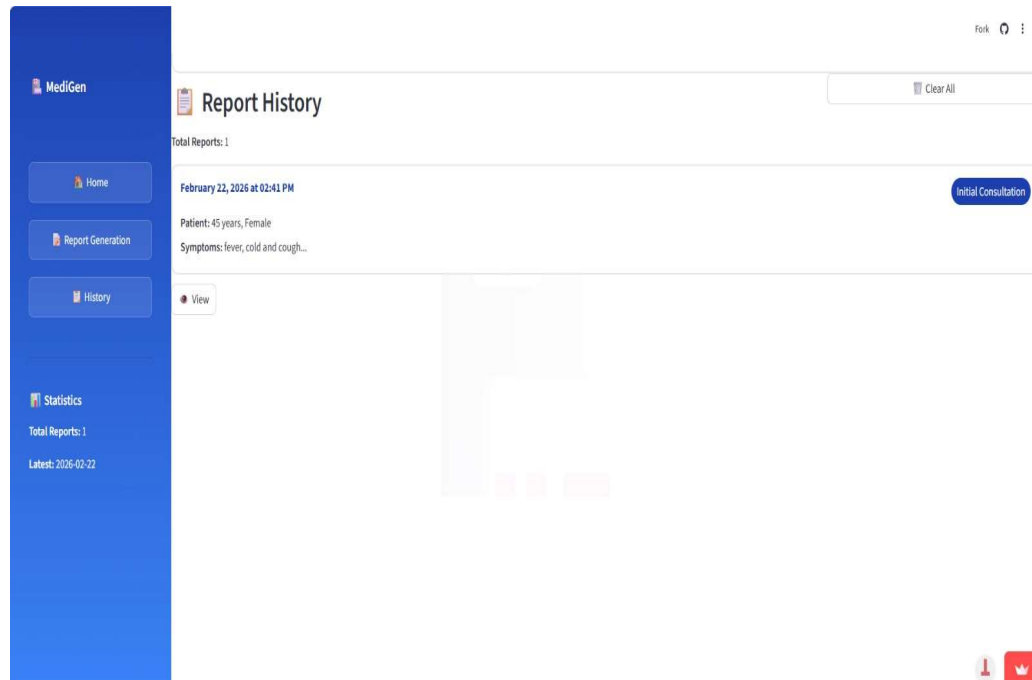 Fork
MediGen
Home
Report Generation
History
Statistics
Total Reports: 1
Latest: 2026-02-22
Clear All
Report History
Total Reports: 1
February 22, 2026 at 02:41 PM
Initial Consultation
Patient: 45 years, Female
Symptoms: fever, cold and cough...
View